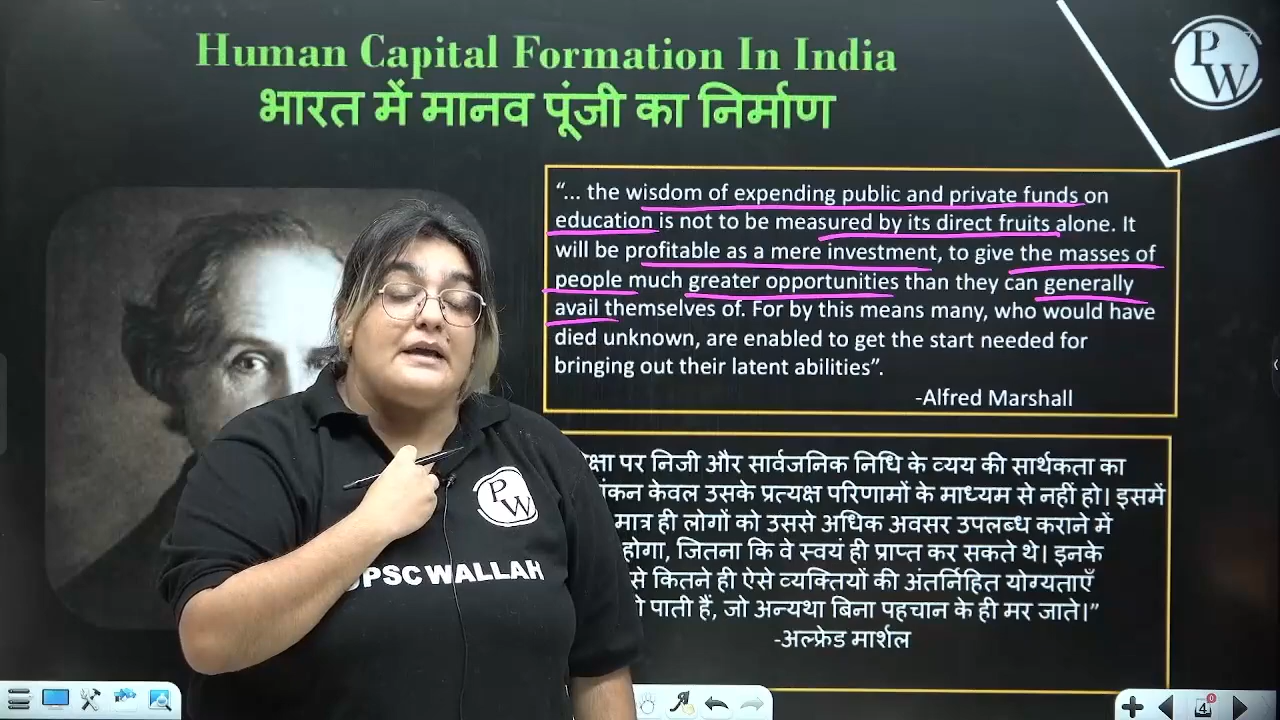 Human Capital Formation In India
भारत में मानव पूंजी का निर्माण
PW
“... the wisdom of expending public and private funds on
education is not to be measured by its direct fruits alone. It
will be profitable as a mere investment, to give the masses of
people much greater opportunities than they can generally
avail themselves of. For by this means many, who would have
died unknown, are enabled to get the start needed for
bringing out their latent abilities”.
-Alfred Marshall
पर निजी और सार्वजनिक निधि के व्यय की सार्थकता का
केवल उसके प्रत्यक्ष परिणामों के माध्यम से नहीं हो। इसमें
मात्र ही लोगों को उससे अधिक अवसर उपलब्ध कराने में
होगा, जितना कि वे स्वयं ही प्राप्त कर सकते थे। इनके
से कितने ही ऐसे व्यक्तियों की अंतर्निहित योग्यताएँ
पाती हैं, जो अन्यथा बिना पहचान के ही मर जाते।”
-अल्फ्रेड मार्शल
PW
UPSC WALLAH
4